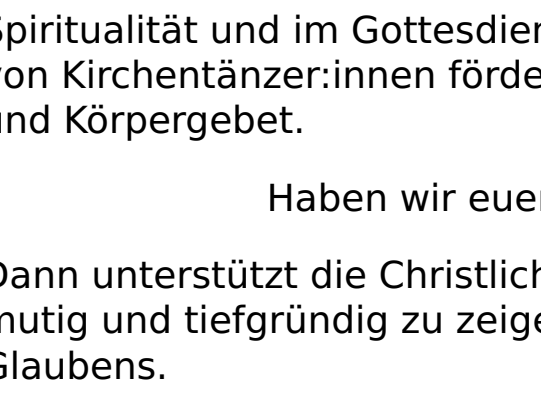 Spiritualität und im Gottesdien
von Kirchentänzer:innen förde
und Körpergebet.
Haben wir euer
Dann unterstützt die Christlich
mutig und tiefgründig zu zeige
Glaubens.